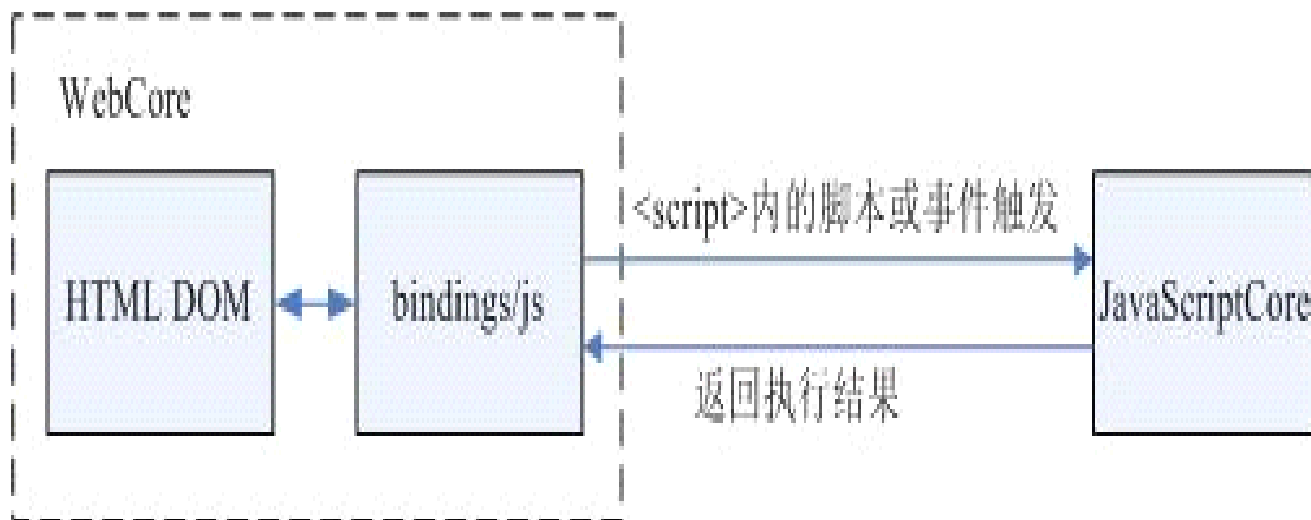 WebCore
<script>内的脚本或事件触发
HTML DOM
bindings/js
JavaScriptCore
返回执行结果